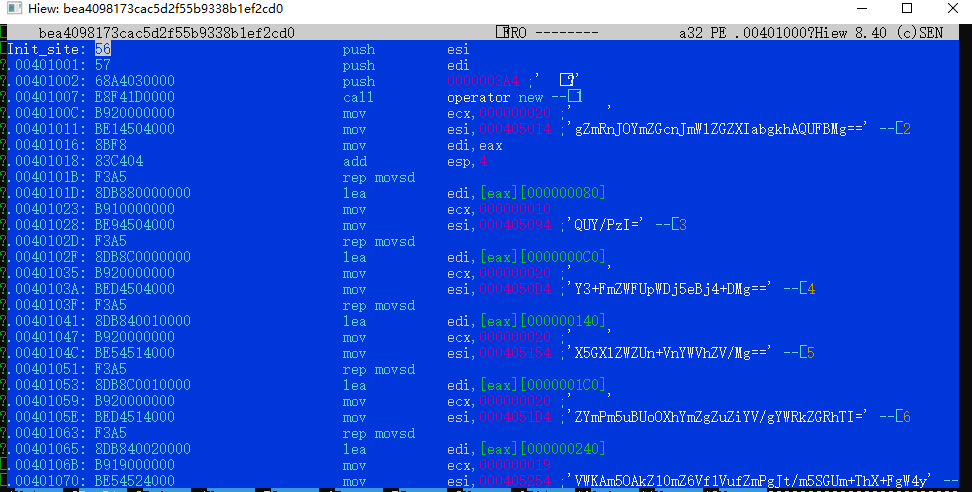 Hiew: bea4098173cac5d2f55b9338b1ef2cd0
bea4098173cac5d2f55b9338b1ef2cd0 FRO -------- a32 PE .00401000?Hiew 8.40 (c)SEN
Init_site: 56 push esi
?.00401001: 57 push edi
?.00401002: 68A4030000 push 0000003A4 ;' ?'
?.00401007: E8F41D0000 call operator new --1
?.0040100C: B920000000 mov ecx,000000020 ;' '
?.00401011: BE14504000 mov esi,000405014 ;'gZmRnJOYmZGcnJmW1ZGZXIabgkhAQUFBMg==' --2
?.00401016: 8BF8 mov edi,eax
?.00401018: 83C404 add esp,4
?.0040101B: F3A5 rep movsd
?.0040101D: 8DB880000000 lea edi,[eax][000000080]
?.00401023: B910000000 mov ecx,000000010
?.00401028: BE94504000 mov esi,000405094 ;'QUY/PzI=' --3
?.0040102D: F3A5 rep movsd
?.0040102F: 8DB8C0000000 lea edi,[eax][0000000C0]
?.00401035: B920000000 mov ecx,000000020 ;' '
?.0040103A: BED4504000 mov esi,0004050D4 ;'Y3+FmZWFUpWDj5eBj4+DMg==' --4
?.0040103F: F3A5 rep movsd
?.00401041: 8DB840010000 lea edi,[eax][000000140]
?.00401047: B920000000 mov ecx,000000020 ;' '
?.0040104C: BE54514000 mov esi,000405154 ;'X5GX1ZWZUn+VnYWVhZV/Mg==' --5
?.00401051: F3A5 rep movsd
?.00401053: 8DB8C0010000 lea edi,[eax][0000001C0]
?.00401059: B920000000 mov ecx,000000020 ;' '
?.0040105E: BED4514000 mov esi,0004051D4 ;'ZYmPm5uBUoOXhYmZgZuZiYV/gYWRkZGRhTI=' --6
?.00401063: F3A5 rep movsd
?.00401065: 8DB840020000 lea edi,[eax][000000240]
.0040106B: B919000000 mov ecx,000000019
.00401070: BE54524000 mov esi,000405254 ;'VWKAm5OAkZ10mZ6Vf1VufZmPgJt/m5SGUm+ThX+FgW4y' --